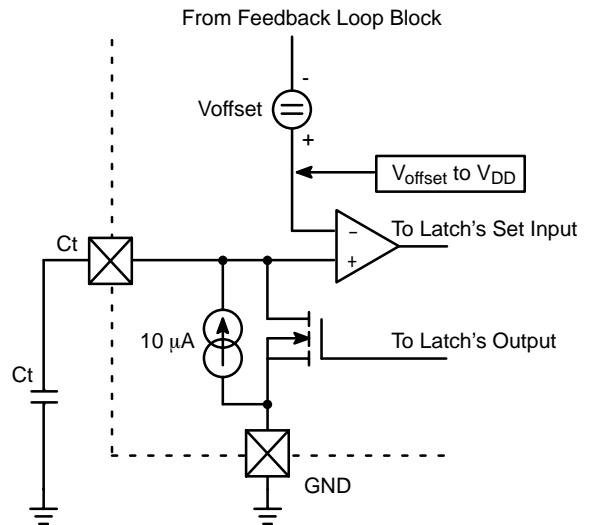 From Feedback Loop Block
-
Voffset
+
Voffset to VDD
To Latch's Set Input
Ct
−
+
10 μA
To Latch's Output
Ct
GND